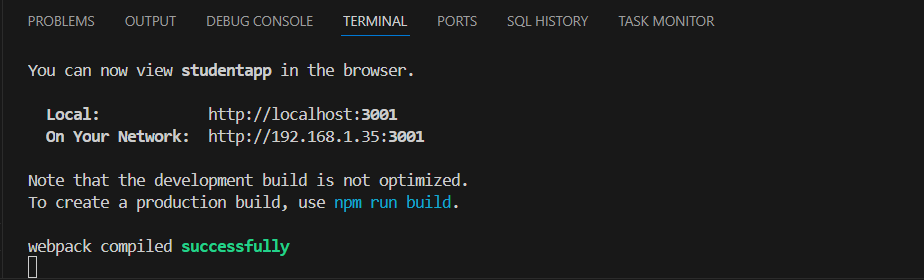 PROBLEMS OUTPUT DEBUG CONSOLE TERMINAL PORTS SQL HISTORY TASK MONITOR
You can now view studentapp in the browser.
Local: http://localhost:3001
On Your Network: http://192.168.1.35:3001
Note that the development build is not optimized.
To create a production build, use npm run build.
webpack compiled successfully